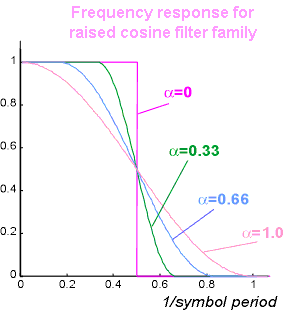 Frequency response for
raised cosine filter family
1
α=0
0.8
0.6
α=0.33
0.4
α=0.66
0.2
α=1.0
0
0 0.2 0.4 0.6 0.8 1
1/symbol period